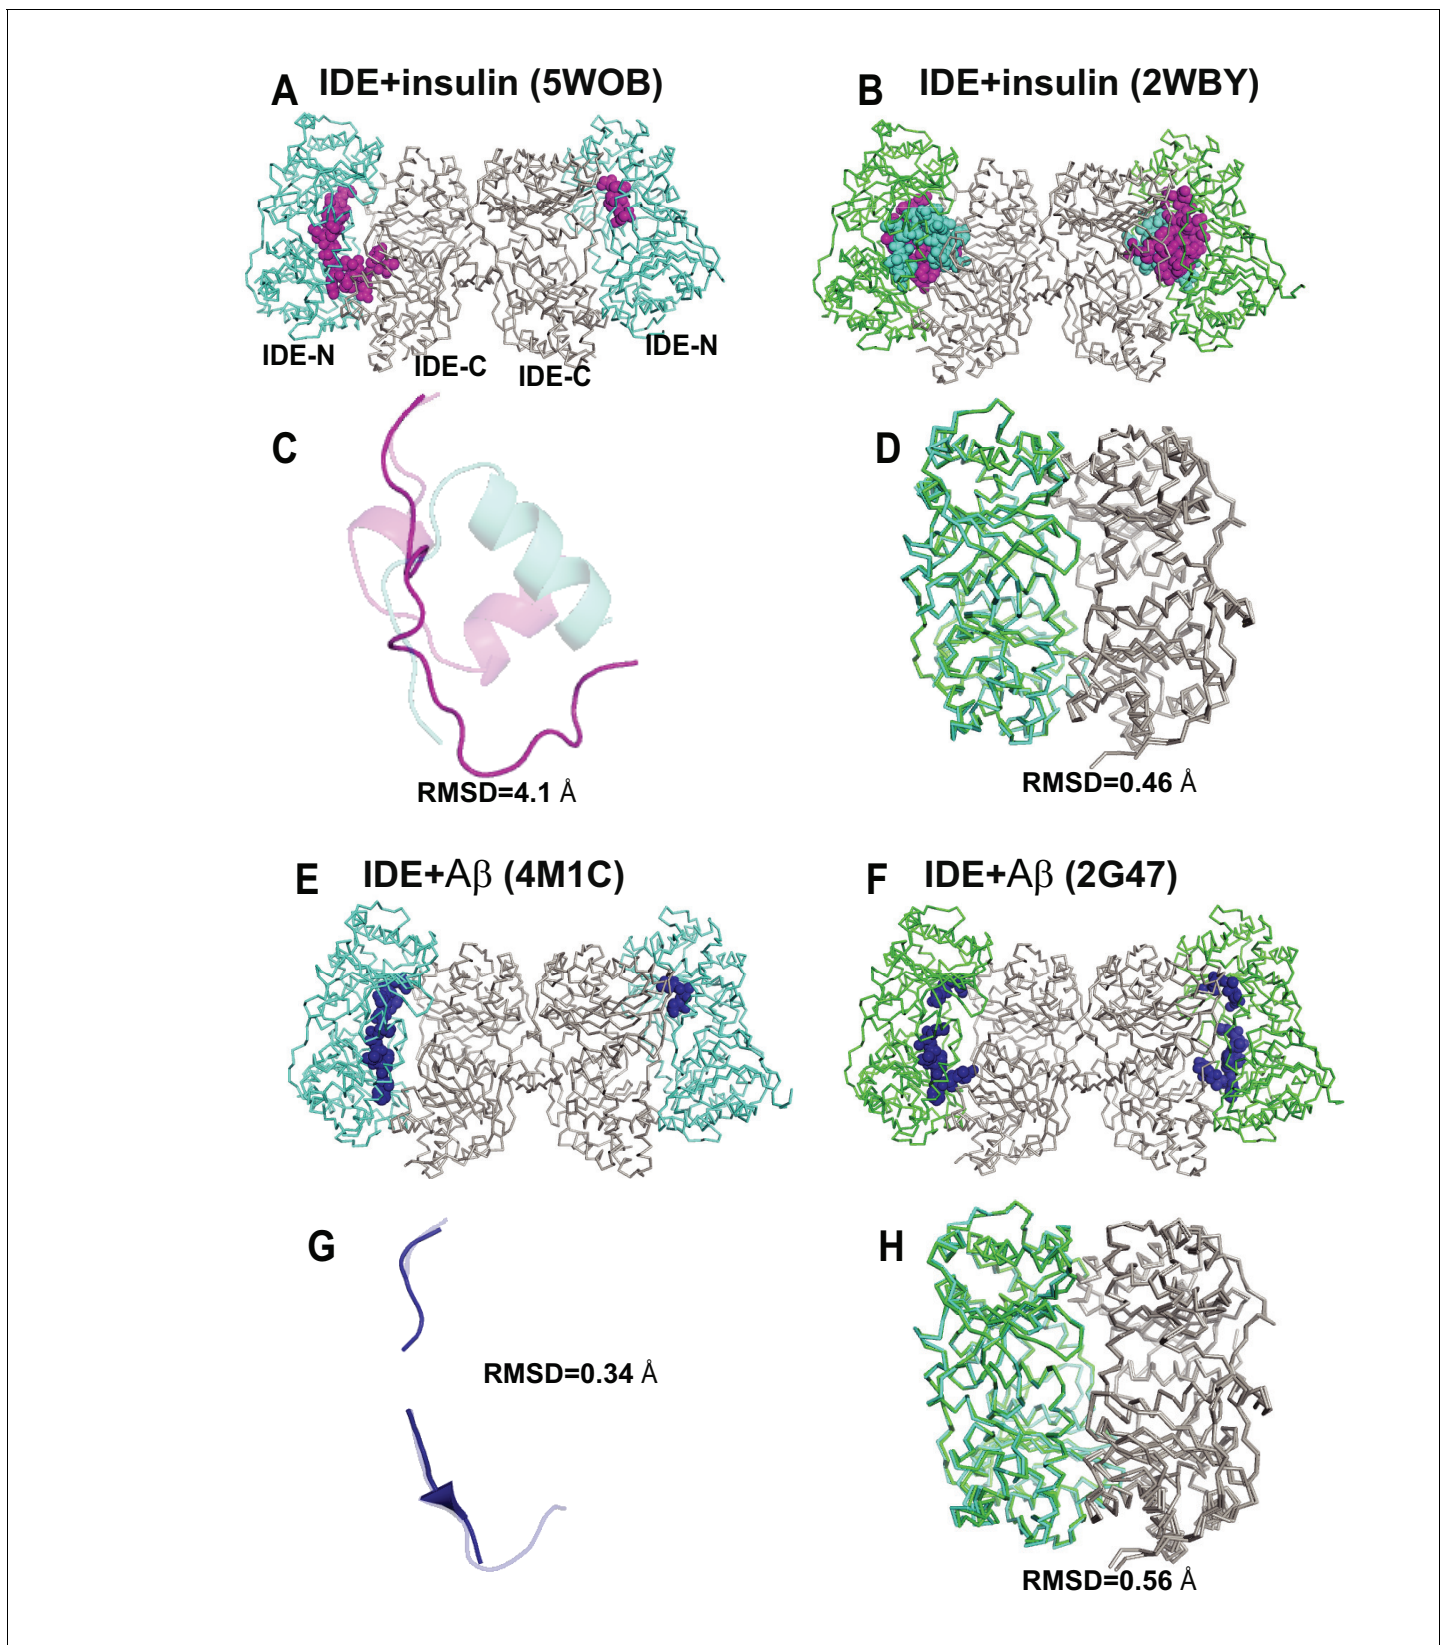 A IDE+insulin (5WOB)
B IDE+insulin (2WBY)
IDE-N
IDE-C
IDE-C
IDE-N
C
D
RMSD=4.1 Å
RMSD=0.46 Å
E IDE+Aβ (4M1C)
F IDE+Aβ (2G47)
G
H
RMSD=0.34 Å
RMSD=0.56 Å